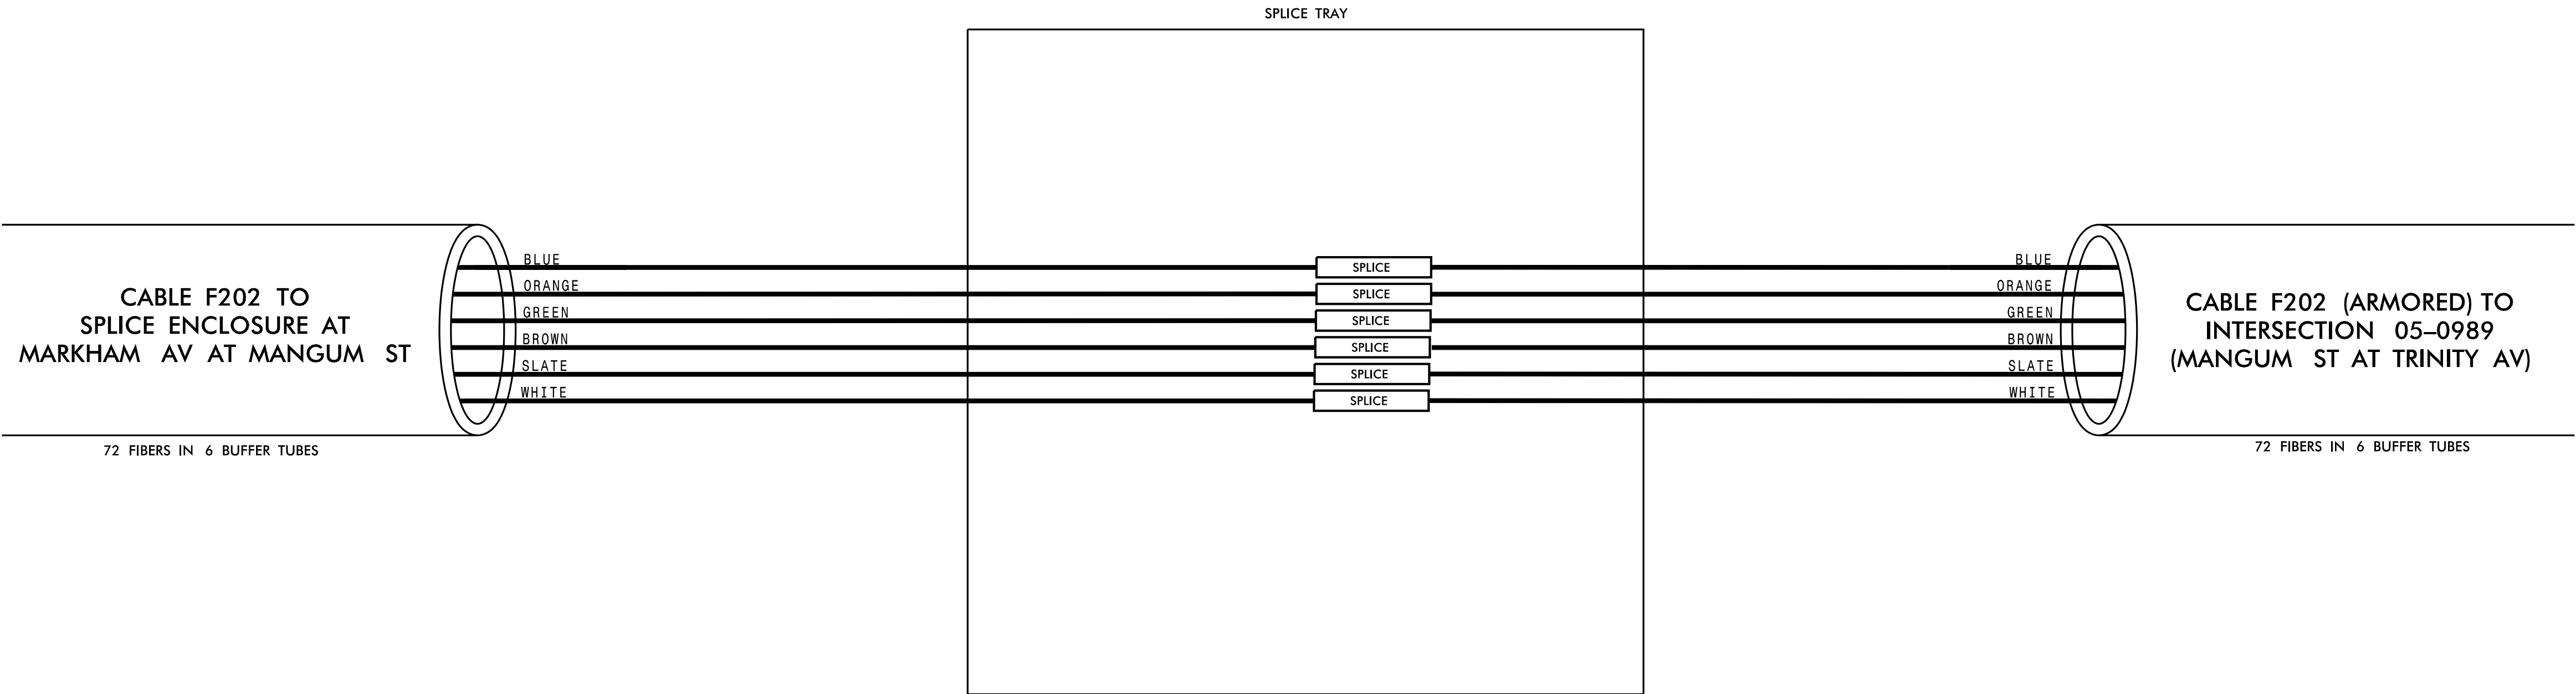 SPLICE TRAY
CABLE F202 TO
SPLICE ENCLOSURE AT
MARKHAM AV AT MANGUM ST
72 FIBERS IN 6 BUFFER TUBES
BLUE
ORANGE
GREEN
BROWN
SLATE
WHITE
SPLICE
SPLICE
SPLICE
SPLICE
SPLICE
SPLICE
BLUE
ORANGE
GREEN
BROWN
SLATE
WHITE
CABLE F202 (ARMORED) TO
INTERSECTION 05–0989
(MANGUM ST AT TRINITY AV)
72 FIBERS IN 6 BUFFER TUBES